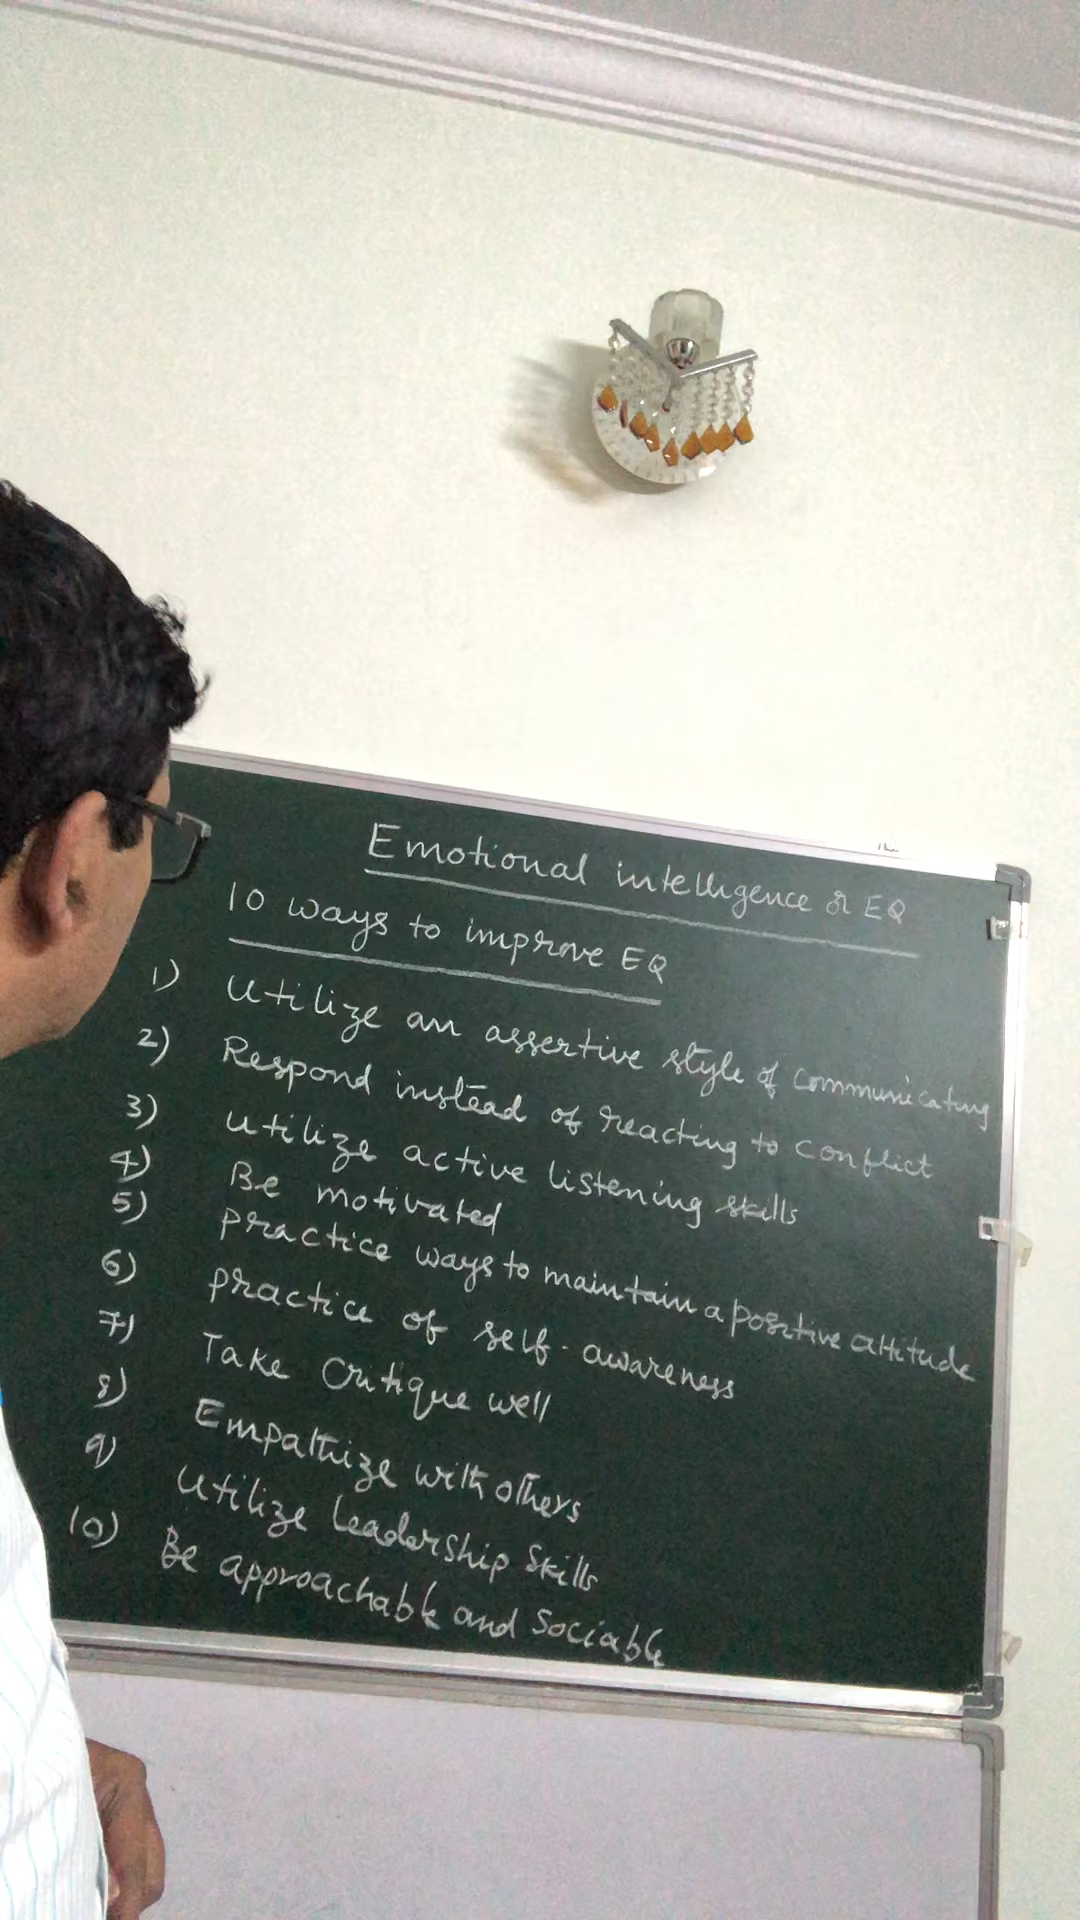 Emotional intelligence or EQ
10 ways to improve EQ
1) Utilize an assertive style of communicating
2) Respond instead of reacting to conflict
3) Utilize active listening skills
4) Be motivated
5) practice ways to maintain a positive attitude
6) practice of self-awareness
7) Take critique well
8) Empathize with others
9) Utilize leadership skills
10) Be approachable and sociable